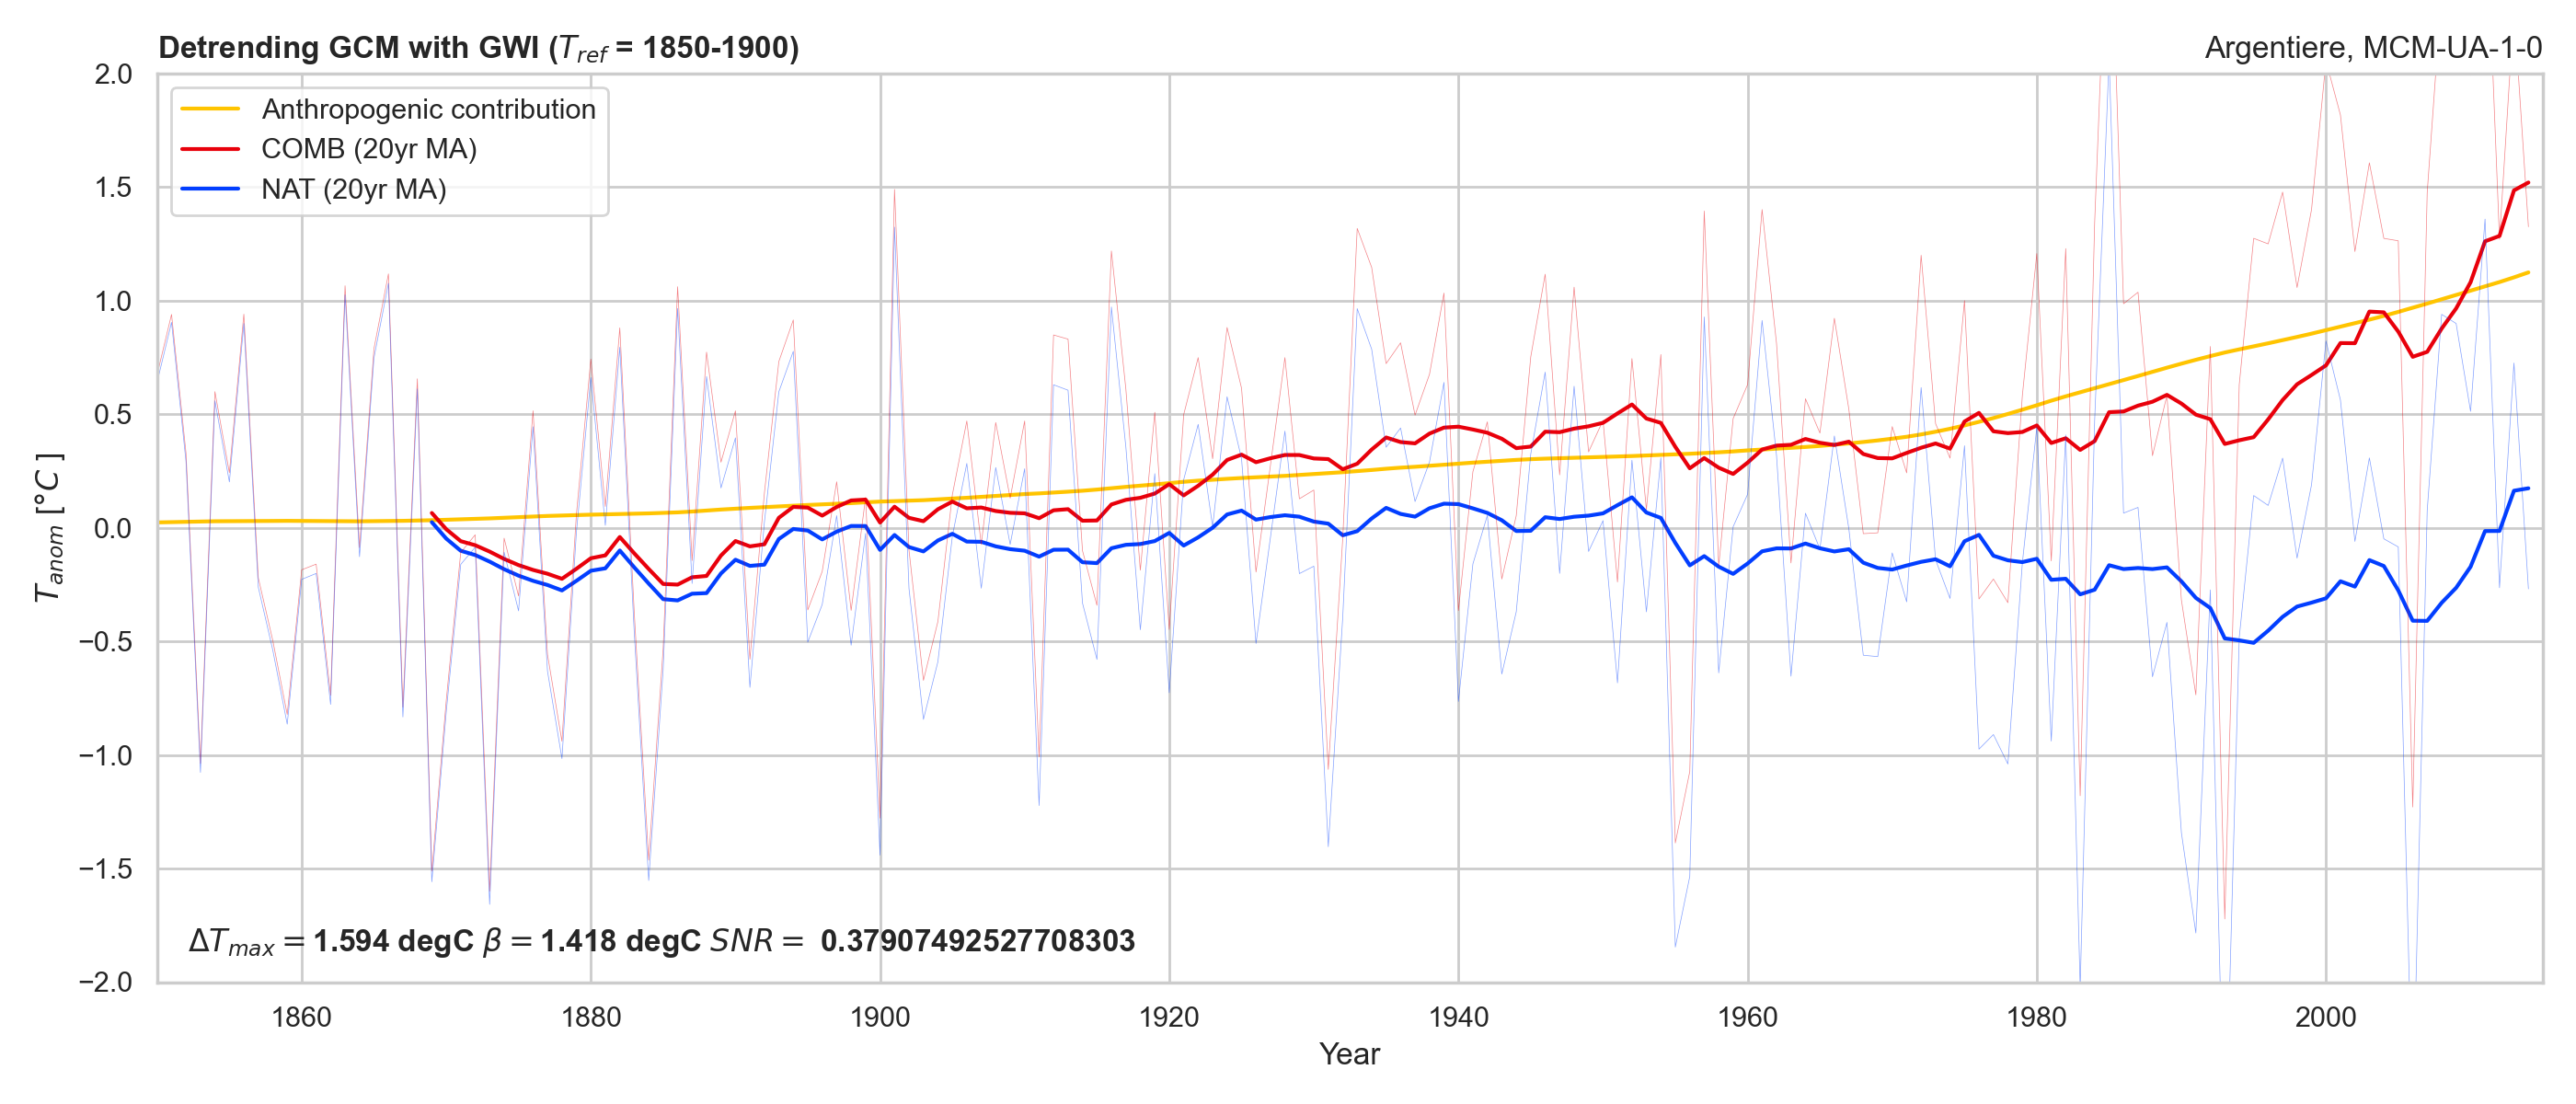 Detrending GCM with GWI (T_ref = 1850-1900)
Argentiere, MCM-UA-1-0
Anthropogenic contribution
COMB (20yr MA)
NAT (20yr MA)
2.0
1.5
1.0
0.5
0.0
−0.5
−1.0
−1.5
−2.0
T_anom [°C ]
ΔT_max = 1.594 degC β = 1.418 degC SNR = 0.37907492527708303
1860 1880 1900 1920 1940 1960 1980 2000
Year